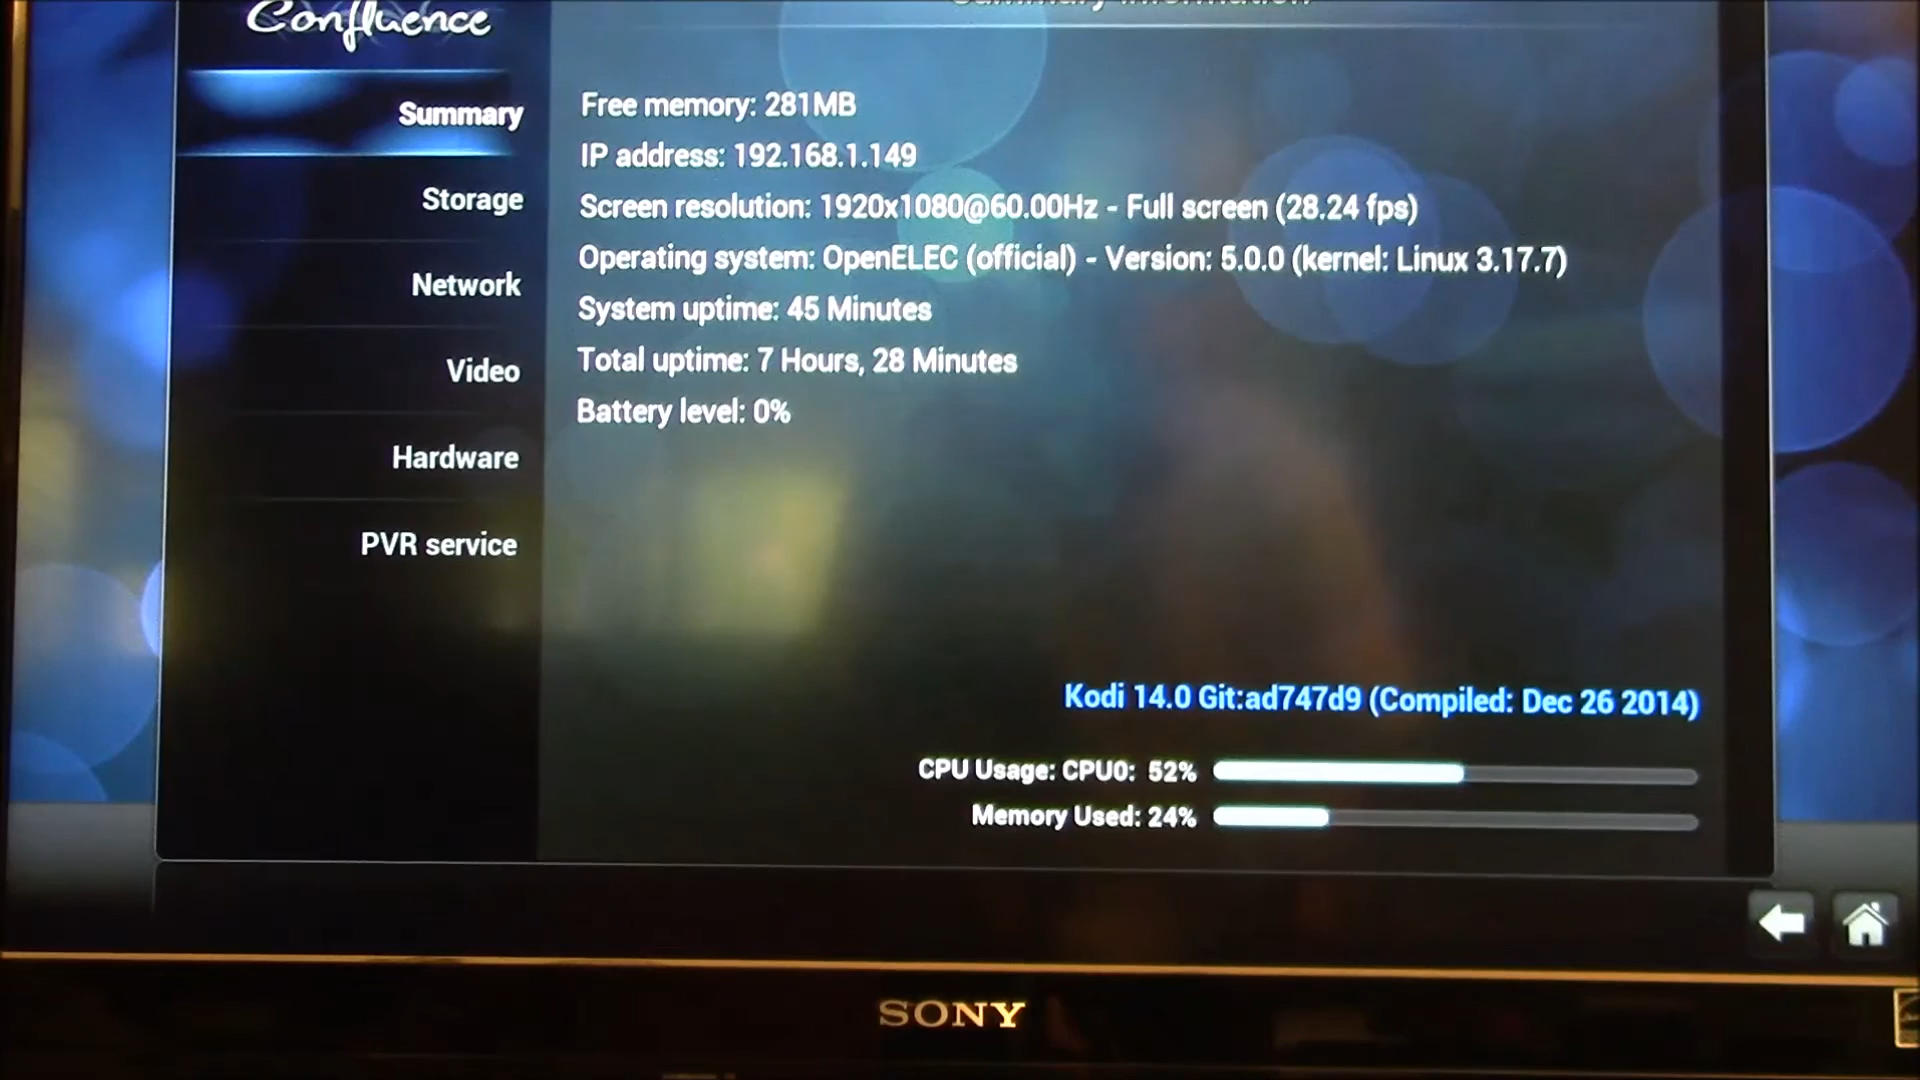 Confluence
Summary information
Summary
Storage
Network
Video
Hardware
PVR service
Free memory: 281MB
IP address: 192.168.1.149
Screen resolution: 1920x1080@60.00Hz - Full screen (28.24 fps)
Operating system: OpenELEC (official) - Version: 5.0.0 (kernel: Linux 3.17.7)
System uptime: 45 Minutes
Total uptime: 7 Hours, 28 Minutes
Battery level: 0%
Kodi 14.0 Git:ad747d9 (Compiled: Dec 26 2014)
CPU Usage: CPU0: 52%
Memory Used: 24%
SONY